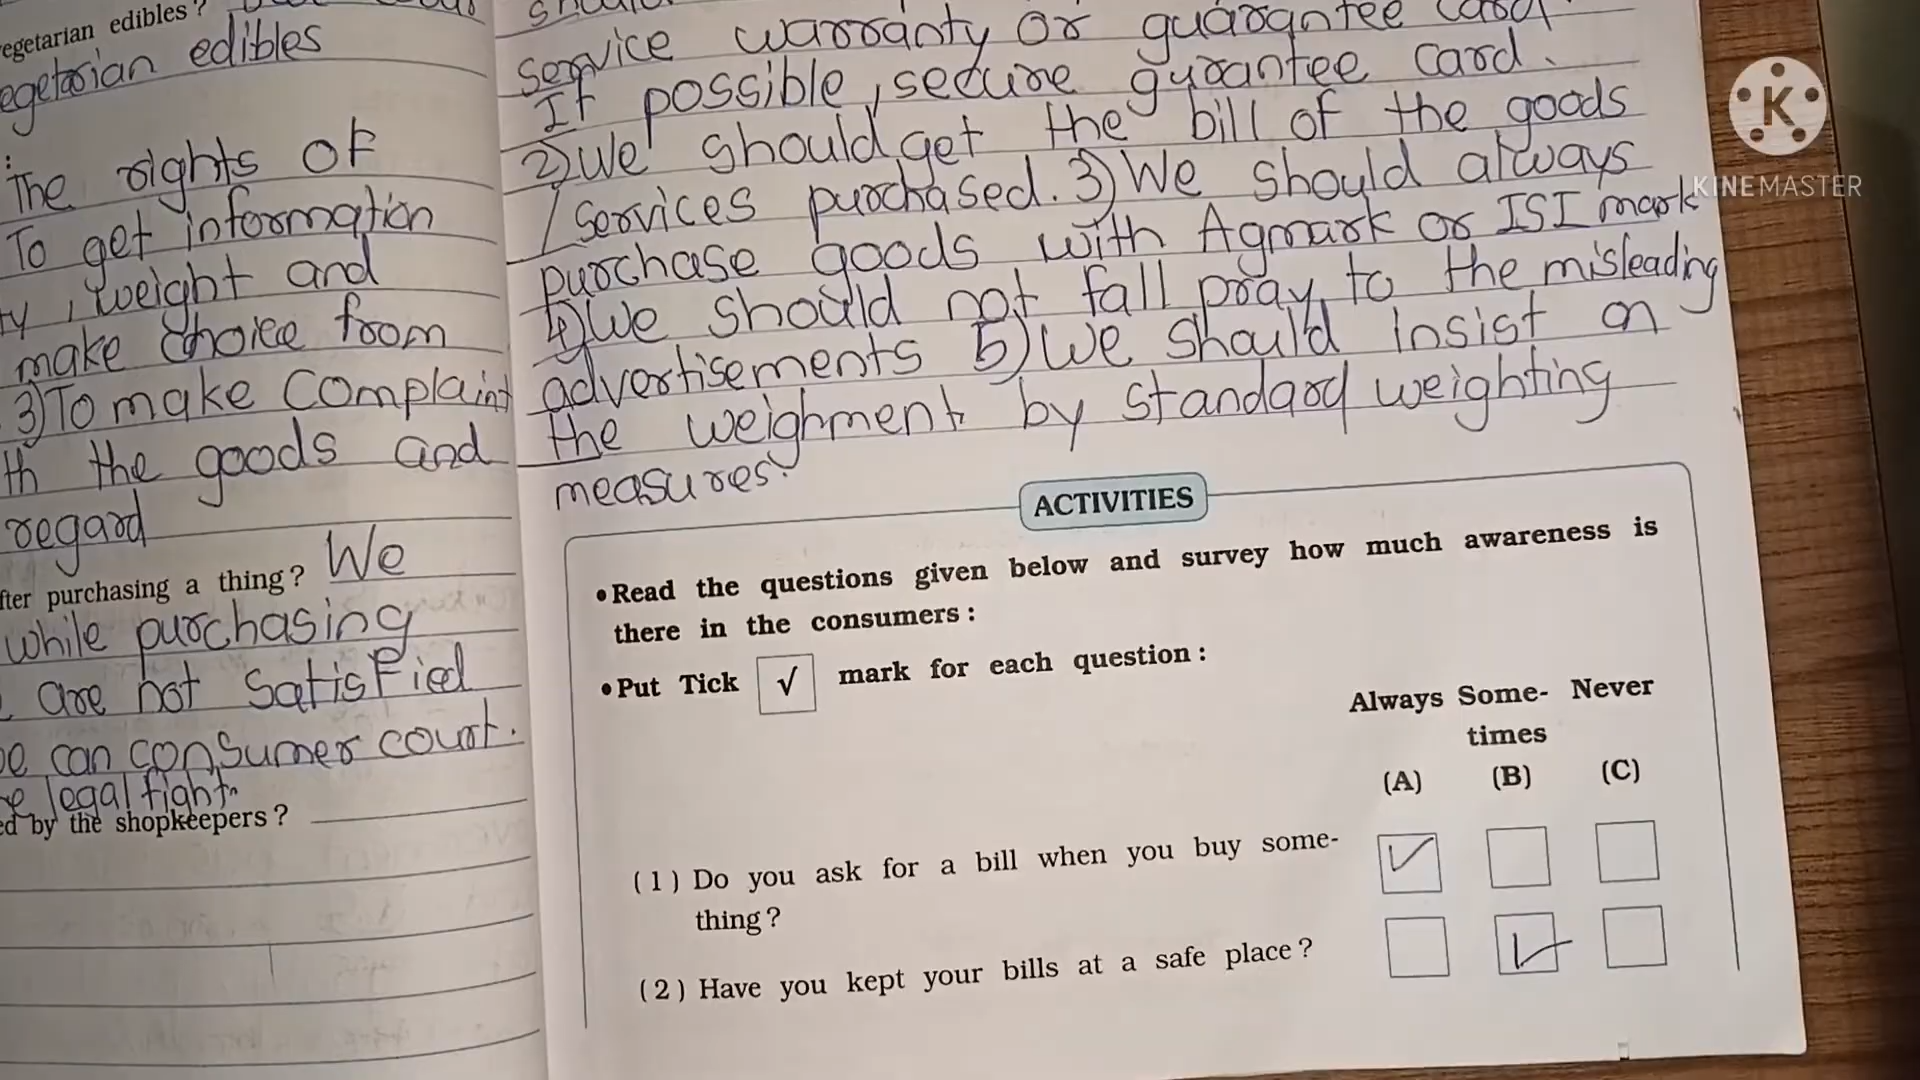 egetarian edibles?
egetarian edibles
:
The rights of
To get information
ty, weight and
make choice from
3) To make Complaint
th the goods and
regard
fter purchasing a thing? We
while purchasing
are not Satisfied
be can consumer court.
e legal fight.
ed by the shopkeepers?
service warranty or guarantee card
If possible, secure gurantee card.
2) We should get the bill of the goods
/ services purchased. 3) We should always
purchase goods with Agmark or ISI mark
4) We should not fall pray to the misleading
advertisements 5) We should insist on
the weighment by standard weighting
measures.
ACTIVITIES
• Read the questions given below and survey how much awareness is
there in the consumers :
• Put Tick √ mark for each question :
Always Some- Never
times
(A) (B) (C)
(1) Do you ask for a bill when you buy some-
thing?
(2) Have you kept your bills at a safe place?
K
KINEMASTER